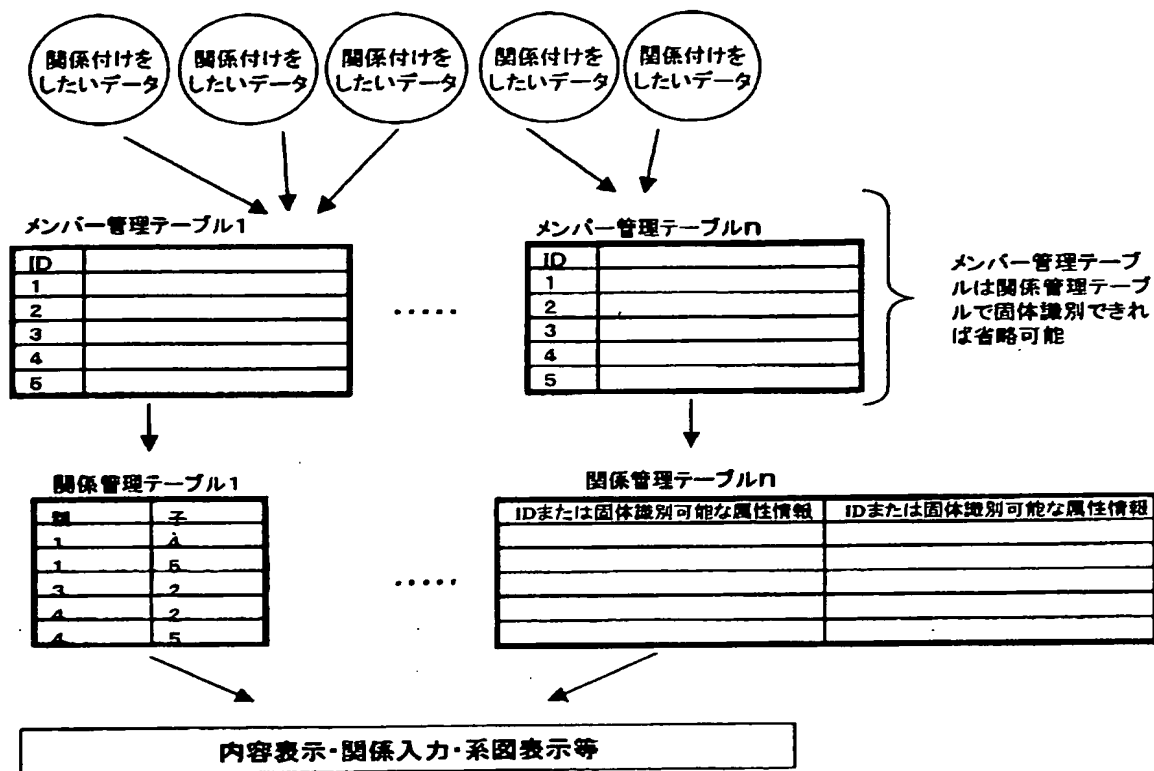 関係付けを
したいデータ
関係付けを
したいデータ
関係付けを
したいデータ
関係付けを
したいデータ
関係付けを
したいデータ
メンバー管理テーブル1
ID
1
2
3
4
5
.....
メンバー管理テーブルn
ID
1
2
3
4
5
メンバー管理テーブ
ルは関係管理テーブ
ルで固体識別できれ
ば省略可能
関係管理テーブル1
親 子
1 4
1 5
3 2
4 2
4 5
.....
関係管理テーブルn
IDまたは固体識別可能な属性情報 IDまたは固体識別可能な属性情報
内容表示・関係入力・系図表示等